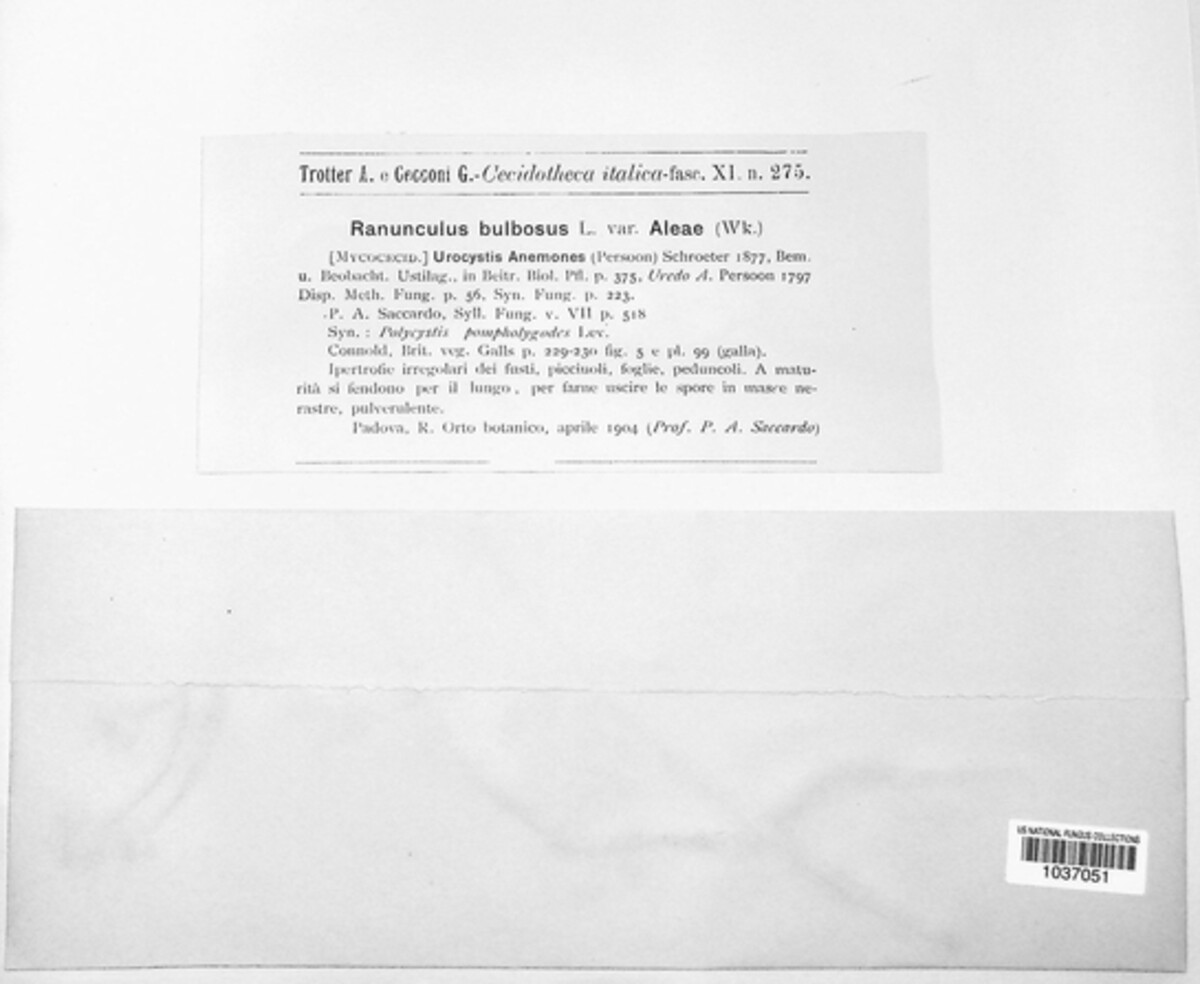 Trotter A. e Cecconi G.-Cecidotheca italica-fasc. XI. n. 275.
Ranunculus bulbosus L. var. Aleae (Wk.)
[MYCOCECID.] Urocystis Anemones (Persoon) Schroeter 1877, Bem.
u. Beobacht. Ustilag., in Beitr. Biol. Pfl. p. 375, Uredo A. Persoon 1797
Disp. Meth. Fung. p. 56, Syn. Fung. p. 223.
P. A. Saccardo, Syll. Fung. v. VII p. 518
Syn. : Polycystis pompholygodes Lev.
Connold, Brit. veg. Galls p. 229-230 fig. 5 e pl. 99 (galla).
Ipertrofie irregolari dei fusti, picciuoli, foglie, peduncoli. A matu-
rità si fendono per il lungo, per farne uscire le spore in masse ne-
rastre, pulverulente.
Padova, R. Orto botanico, aprile 1904 (Prof. P. A. Saccardo)
US NATIONAL FUNGUS COLLECTIONS
1037051